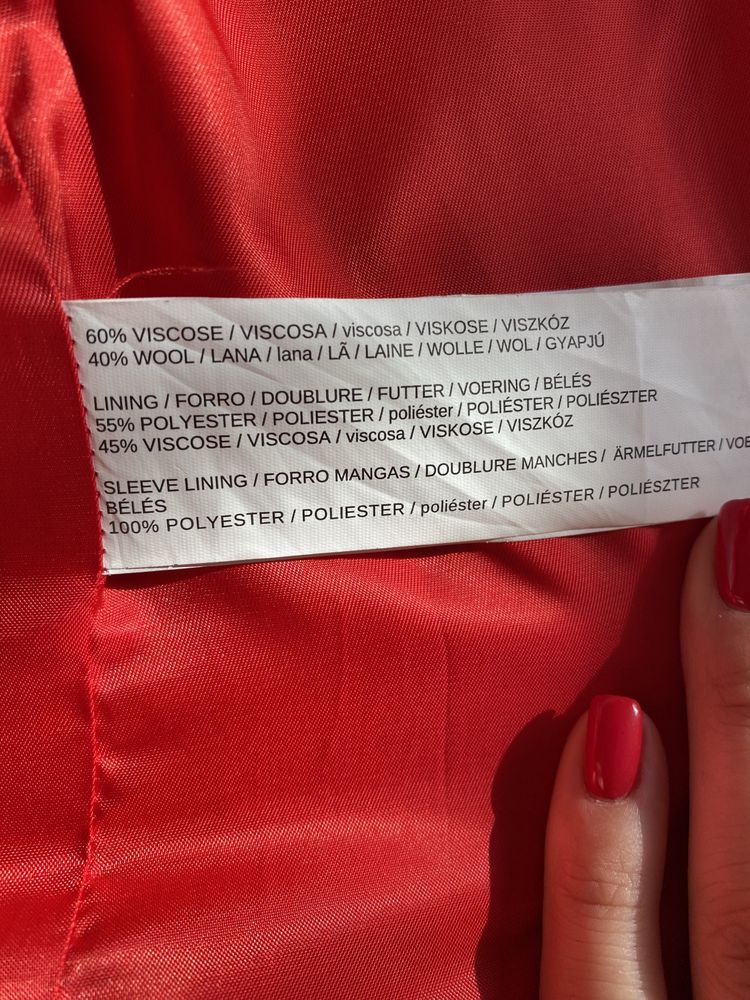 60% VISCOSE / VISCOSA / viscosa / VISKOSE / VISZKÓZ
40% WOOL / LANA / lana / LÃ / LAINE / WOLLE / WOL / GYAPJÚ
LINING / FORRO / DOUBLURE / FUTTER / VOERING / BÉLÉS
55% POLYESTER / POLIESTER / poliéster / POLIÉSTER / POLIÉSZTER
45% VISCOSE / VISCOSA / viscosa / VISKOSE / VISZKÓZ
SLEEVE LINING / FORRO MANGAS / DOUBLURE MANCHES / ÄRMELFUTTER /
BÉLÉS
100% POLYESTER / POLIESTER / poliéster / POLIÉSTER / POLIÉSZTER